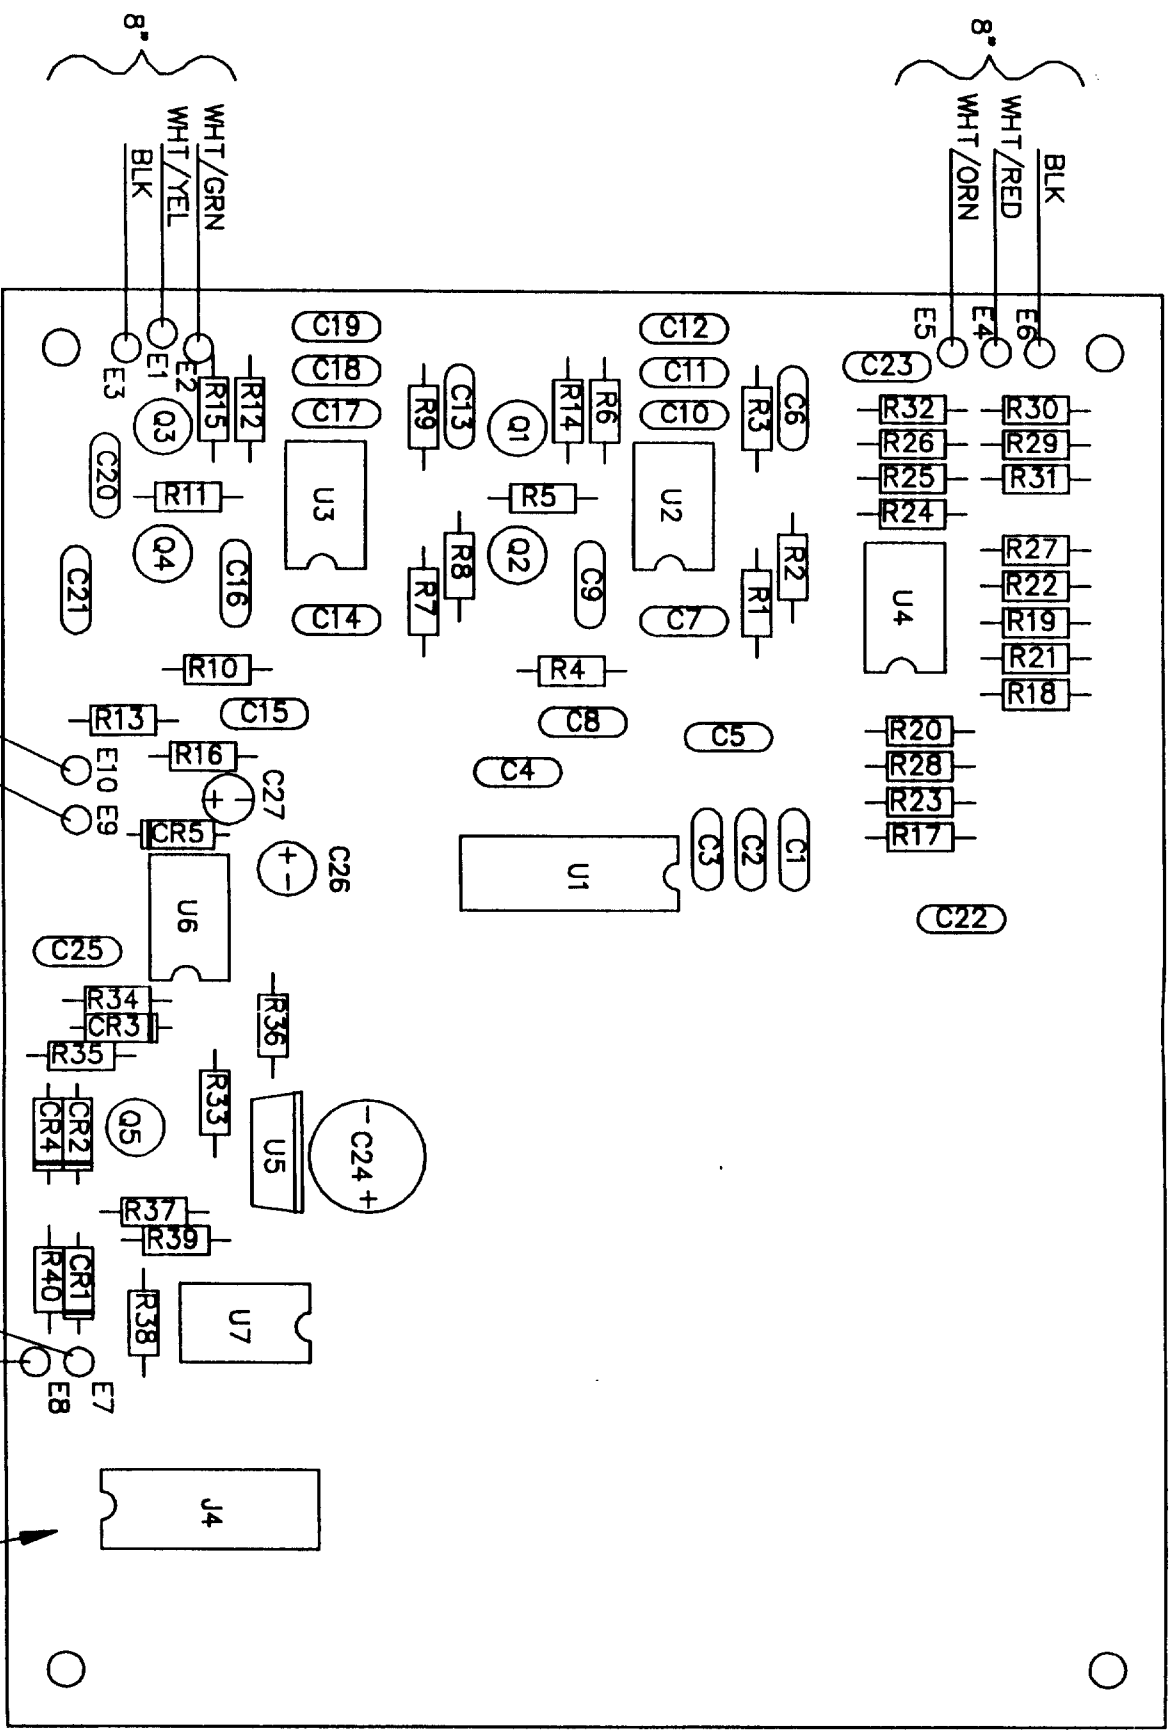 8"
8"
WHT/GRN
WHT/YEL
BLK
BLK
WHT/RED
WHT/ORN
E5
E4
E6
E3
E1
E2
C19
C18
C17
C12
C11
C10
C23
C13
C6
R15
R12
R9
R14
R6
R3
R32
R26
R25
R24
R30
R29
R31
Q3
Q1
C20
R11
R5
U3
U2
Q4
Q2
C21
C16
R8
R7
C9
R2
R1
U4
R27
R22
R19
R21
R18
C14
C7
R10
R4
R13
C15
C8
C5
R16
C4
E10
E9
C27
+ -
CR5
C26
+ -
R20
R28
R23
R17
U1
C3
C2
C1
U6
C22
C25
R34
CR3
R35
R36
R33
CR4
CR2
Q5
U5
-C24+
R37
R39
R40
CR1
R38
U7
E8
E7
J4